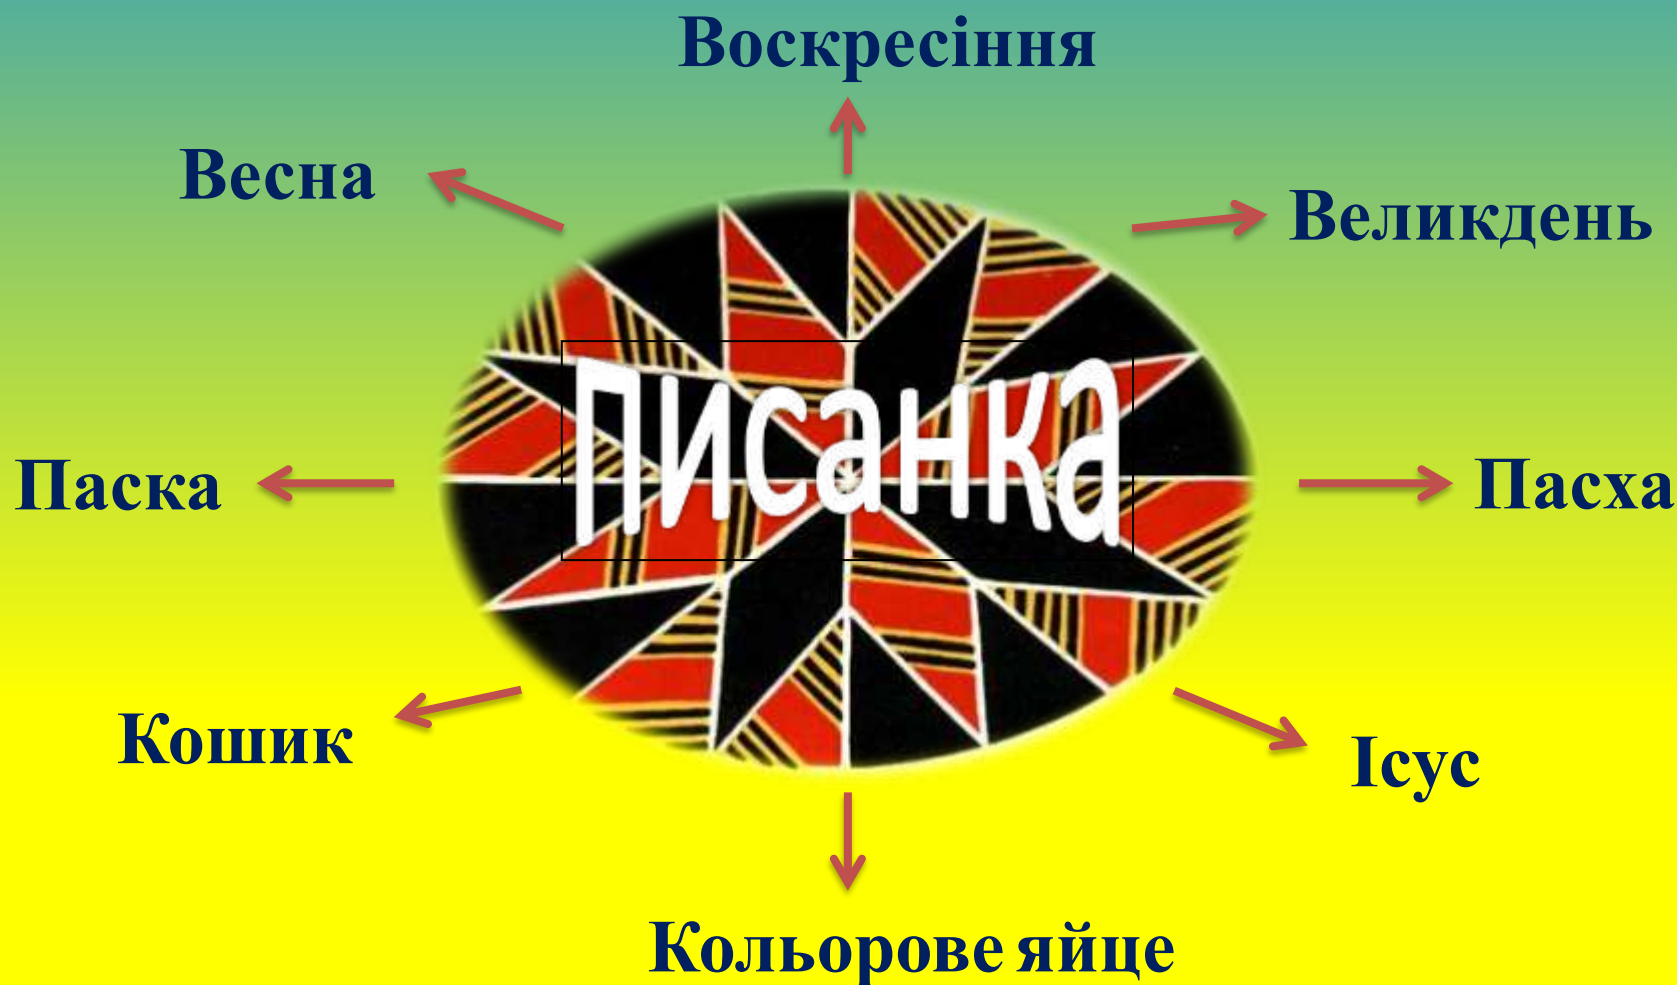 Воскресіння
Весна
Великдень
писанка
Паска
Пасха
Кошик
Ісус
Кольорове яйце